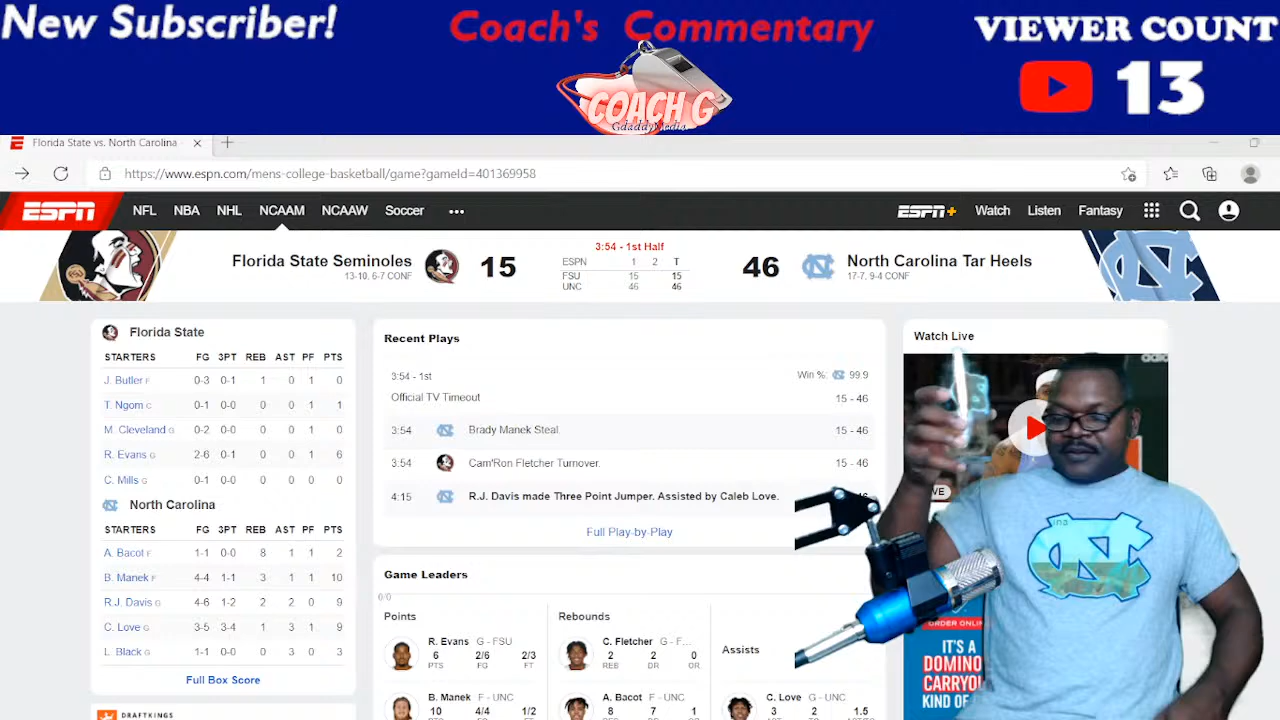 New Subscriber!
Coach's Commentary
VIEWER COUNT
13
COACH G
GdaddyMedia
Florida State vs. North Carolina
https://www.espn.com/mens-college-basketball/game?gameId=401369958
ESPN NFL NBA NHL NCAAM NCAAW Soccer ... ESPN+ Watch Listen Fantasy
3:54 - 1st Half
Florida State Seminoles 15
13-10, 6-7 CONF
ESPN 1 2 T
FSU 15 15
UNC 46 46
46 North Carolina Tar Heels
17-7, 9-4 CONF
Florida State
STARTERS FG 3PT REB AST PF PTS
J. Butler F 0-3 0-1 1 0 1 0
T. Ngom C 0-1 0-0 0 0 1 1
M. Cleveland G 0-2 0-0 0 0 1 0
R. Evans G 2-6 0-1 0 0 1 6
C. Mills G 0-1 0-0 0 0 0 0
North Carolina
STARTERS FG 3PT REB AST PF PTS
A. Bacot F 1-1 0-0 8 1 1 2
B. Manek F 4-4 1-1 3 1 1 10
R.J. Davis G 4-6 1-2 2 2 0 9
C. Love G 3-5 3-4 1 3 1 9
L. Black G 1-1 0-0 0 3 0 3
Full Box Score
DRAFTKINGS
Recent Plays
3:54 - 1st Win %: 99.9
Official TV Timeout 15 - 46
3:54 Brady Manek Steal. 15 - 46
3:54 Cam'Ron Fletcher Turnover. 15 - 46
4:15 R.J. Davis made Three Point Jumper. Assisted by Caleb Love.
Full Play-by-Play
Game Leaders
0/0
Points
R. Evans G - FSU
6 2/6 2/3
PTS FG FT
B. Manek F - UNC
10 4/4 1/2
Rebounds
C. Fletcher G - F...
2 2 0
REB DR OR
A. Bacot F - UNC
8 7 1
Assists
C. Love G - UNC
3 2 1.5
Watch Live
ORDER ONLINE
IT'S A